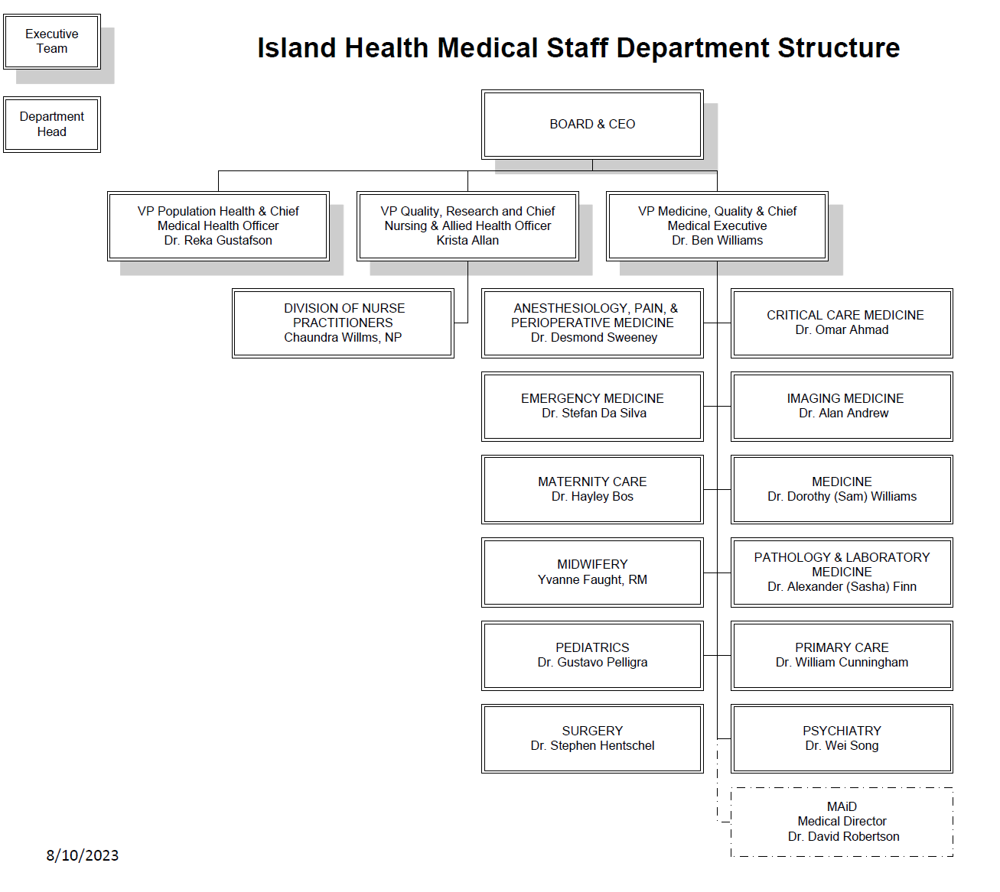 Executive
Team
Island Health Medical Staff Department Structure
Department
Head
BOARD & CEO
VP Population Health & Chief
Medical Health Officer
Dr. Reka Gustafson
VP Quality, Research and Chief
Nursing & Allied Health Officer
Krista Allan
VP Medicine, Quality & Chief
Medical Executive
Dr. Ben Williams
DIVISION OF NURSE
PRACTITIONERS
Chaundra Willms, NP
ANESTHESIOLOGY, PAIN, &
PERIOPERATIVE MEDICINE
Dr. Desmond Sweeney
CRITICAL CARE MEDICINE
Dr. Omar Ahmad
EMERGENCY MEDICINE
Dr. Stefan Da Silva
IMAGING MEDICINE
Dr. Alan Andrew
MATERNITY CARE
Dr. Hayley Bos
MEDICINE
Dr. Dorothy (Sam) Williams
MIDWIFERY
Yvanne Faught, RM
PATHOLOGY & LABORATORY
MEDICINE
Dr. Alexander (Sasha) Finn
PEDIATRICS
Dr. Gustavo Pelligra
PRIMARY CARE
Dr. William Cunningham
SURGERY
Dr. Stephen Hentschel
PSYCHIATRY
Dr. Wei Song
MAiD
Medical Director
Dr. David Robertson
8/10/2023